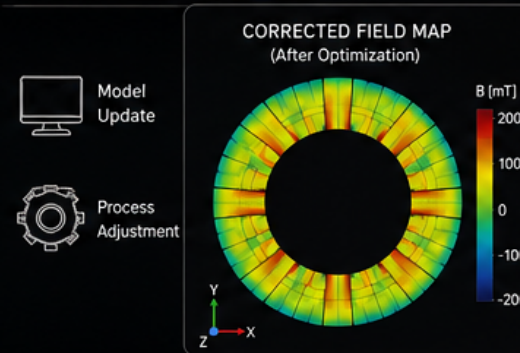 Model
Update
Process
Adjustment
CORRECTED FIELD MAP
(After Optimization)
B [mT]
200
100
0
-100
-200
Y
X
Z